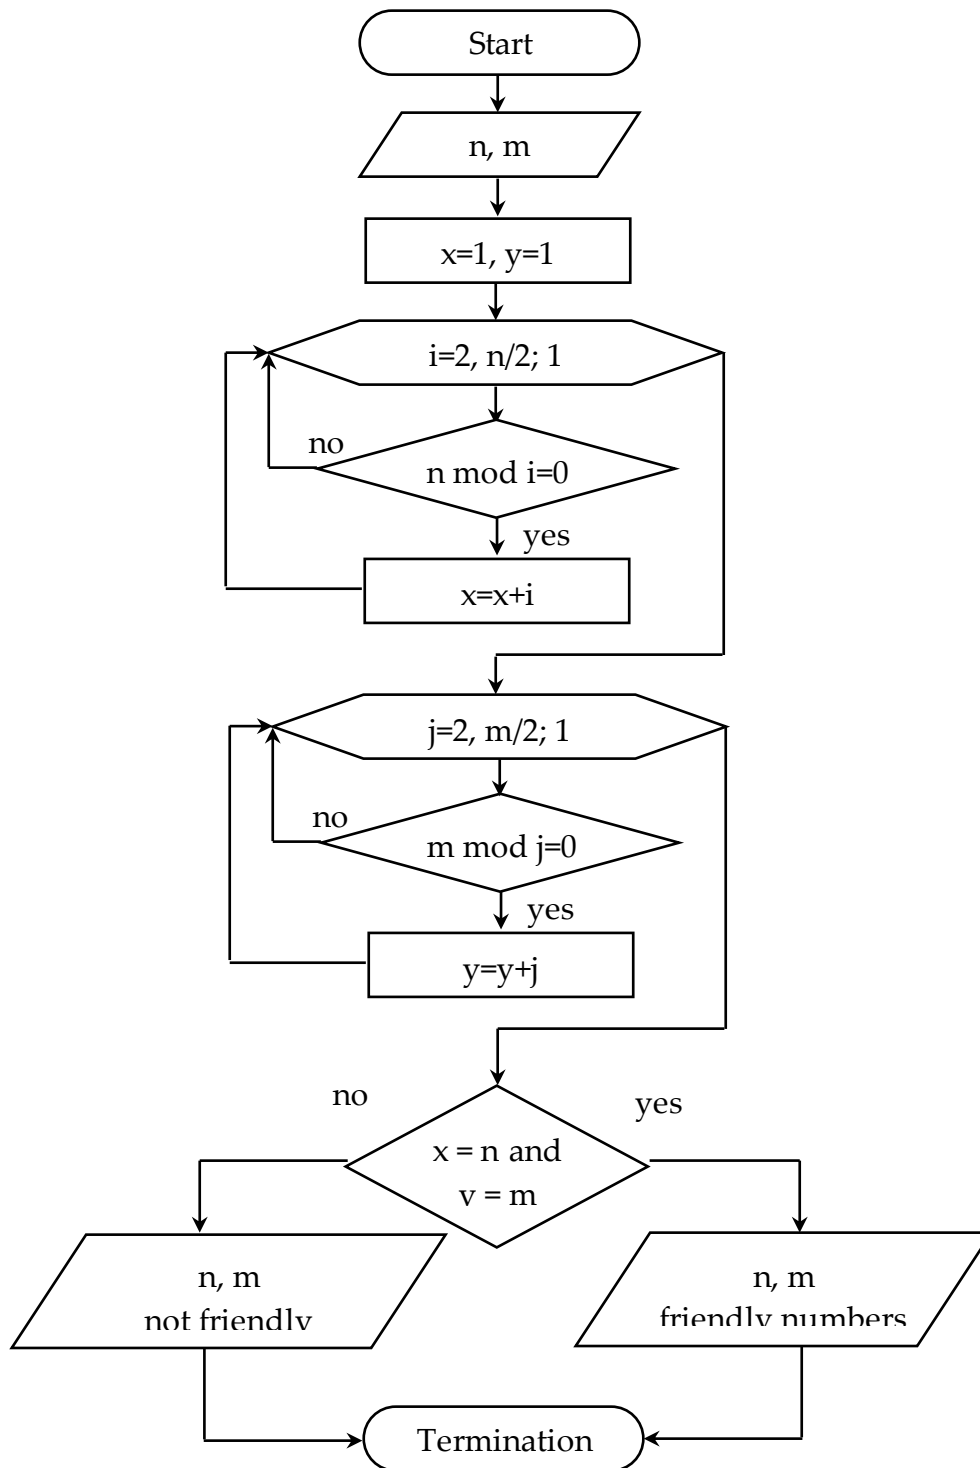 Start
n, m
x=1, y=1
i=2, n/2; 1
no
n mod i=0
yes
x=x+i
j=2, m/2; 1
no
m mod j=0
yes
y=y+j
no
yes
x = n and
y = m
n, m
not friendly
n, m
friendly numbers
Termination